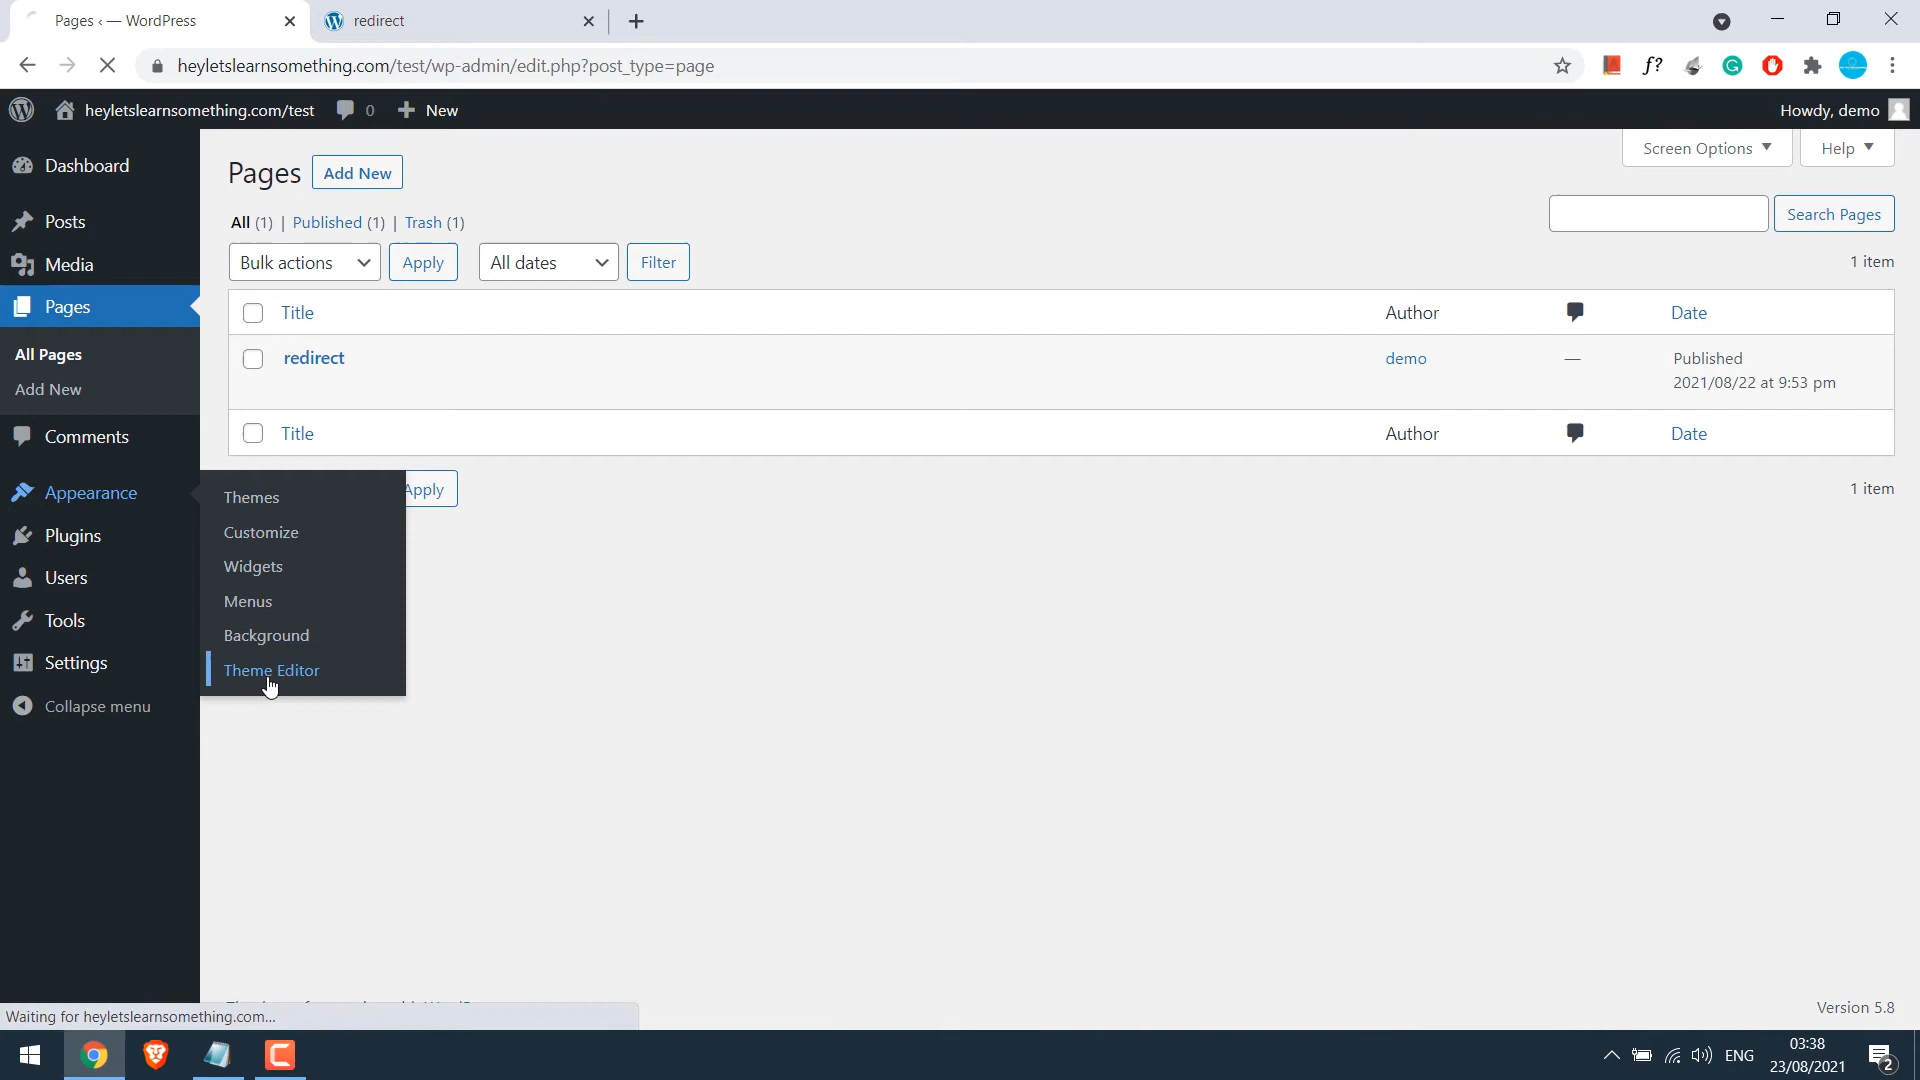 Pages ‹ — WordPress
redirect
heyletslearnsomething.com/test/wp-admin/edit.php?post_type=page
f?
heyletslearnsomething.com/test
0
New
Howdy, demo
Dashboard
Posts
Media
Pages
All Pages
Add New
Comments
Appearance
Plugins
Users
Tools
Settings
Collapse menu
Themes
Customize
Widgets
Menus
Background
Theme Editor
Pages
Add New
Screen Options
Help
All (1) | Published (1) | Trash (1)
Search Pages
Bulk actions
Apply
All dates
Filter
1 item
Title
Author
Date
redirect
demo
—
Published
2021/08/22 at 9:53 pm
Title
Author
Date
Apply
1 item
Version 5.8
Waiting for heyletslearnsomething.com...
ENG
03:38
23/08/2021
2